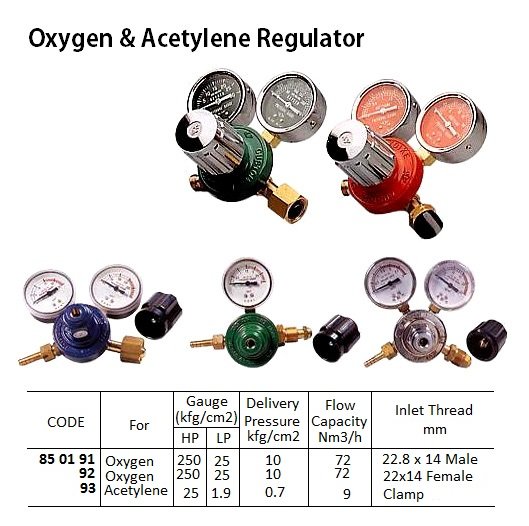 Oxygen & Acetylene Regulator
CODE For Gauge (kfg/cm2) HP LP Delivery Pressure kfg/cm2 Flow Capacity Nm3/h Inlet Thread mm
85 01 91 Oxygen 250 25 10 72 22.8 x 14 Male
92 Oxygen 250 25 10 72 22x14 Female
93 Acetylene 25 1.9 0.7 9 Clamp